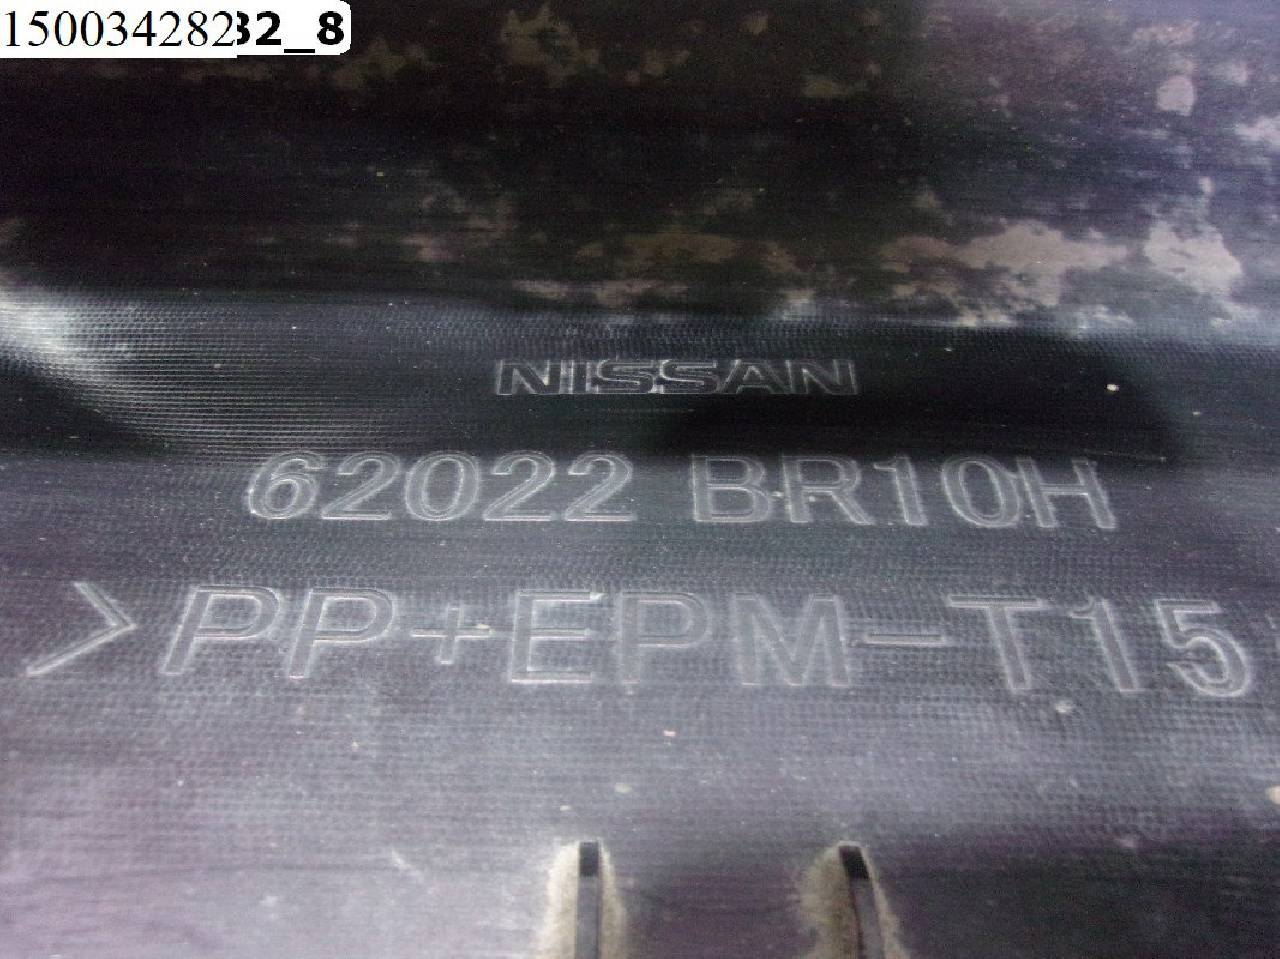 150034282
32_8
NISSAN
62022 BR10H
>PP+EPM-T15